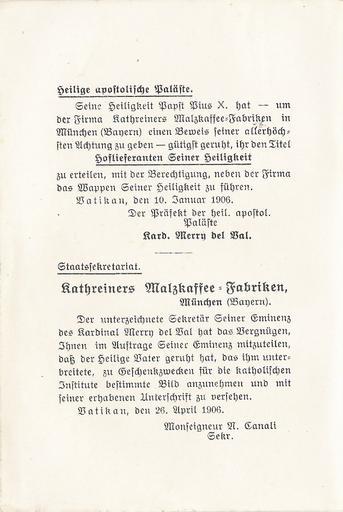 Heilige apostolische Paläste.
Seine Heiligkeit Papst Pius X. hat — um
der Firma Kathreiners Malzkaffee-Fabriken in
München (Bayern) einen Beweis seiner allerhöch-
sten Achtung zu geben — gütigst geruht, ihr den Titel
Hoflieferanten Seiner Heiligkeit
zu erteilen, mit der Berechtigung, neben der Firma
das Wappen Seiner Heiligkeit zu führen.
Vatikan, den 10. Januar 1906.
Der Präfekt der heil. apostol.
Paläste
Kard. Merry del Val.
Staatssekretariat.
Kathreiners Malzkaffee-Fabriken,
München (Bayern).
Der unterzeichnete Sekretär Seiner Eminenz
des Kardinal Merry del Val hat das Vergnügen,
Ihnen im Auftrage Seiner Eminenz mitzuteilen,
daß der Heilige Vater geruht hat, das ihm unter-
breitete, zu Geschenkzwecken für die katholischen
Institute bestimmte Bild anzunehmen und mit
seiner erhabenen Unterschrift zu versehen.
Vatikan, den 26. April 1906.
Monseigneur N. Canali
Sekr.